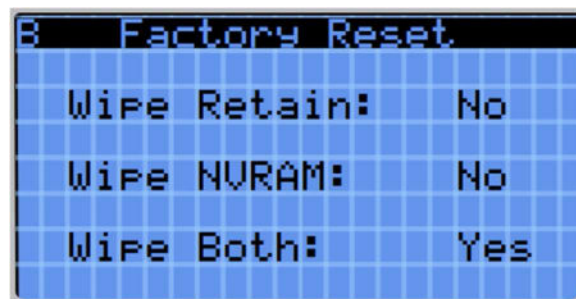 B Factory Reset
Wipe Retain: No
Wipe NVRAM: No
Wipe Both: Yes